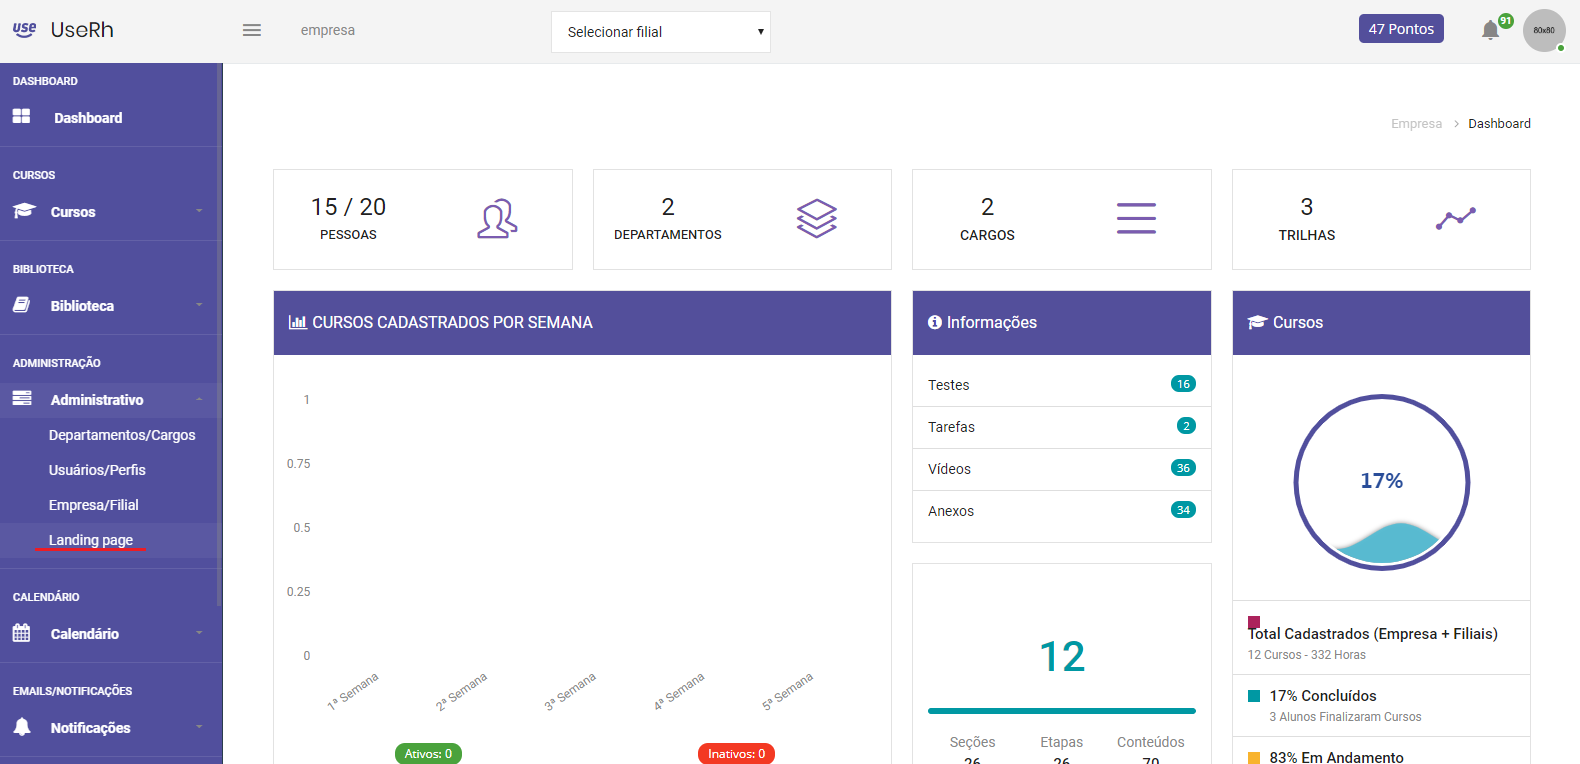 use UseRh
empresa
Selecionar filial
47 Pontos
91
80x80
DASHBOARD
Dashboard
CURSOS
Cursos
BIBLIOTECA
Biblioteca
ADMINISTRAÇÃO
Administrativo
Departamentos/Cargos
Usuários/Perfis
Empresa/Filial
Landing page
CALENDÁRIO
Calendário
EMAILS/NOTIFICAÇÕES
Notificações
Empresa > Dashboard
15 / 20
PESSOAS
2
DEPARTAMENTOS
2
CARGOS
3
TRILHAS
CURSOS CADASTRADOS POR SEMANA
1
0.75
0.5
0.25
0
1ª Semana
2ª Semana
3ª Semana
4ª Semana
5ª Semana
Ativos: 0
Inativos: 0
Informações
Testes 16
Tarefas 2
Vídeos 36
Anexos 34
12
Seções Etapas Conteúdos
26 26 70
Cursos
17%
Total Cadastrados (Empresa + Filiais)
12 Cursos - 332 Horas
17% Concluídos
3 Alunos Finalizaram Cursos
83% Em Andamento